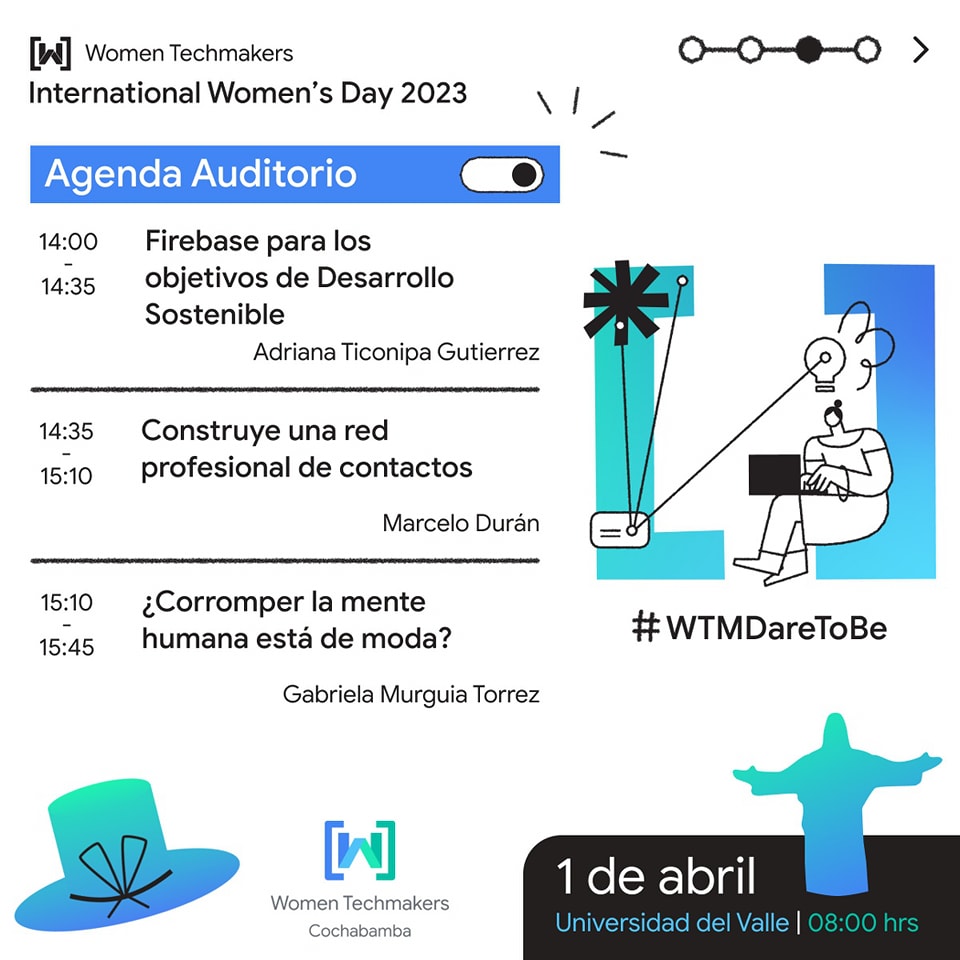 Women Techmakers
International Women's Day 2023
Agenda Auditorio
14:00
-
14:35
Firebase para los
objetivos de Desarrollo
Sostenible
Adriana Ticonipa Gutierrez
14:35
-
15:10
Construye una red
profesional de contactos
Marcelo Durán
15:10
-
15:45
¿Corromper la mente
humana está de moda?
Gabriela Murguia Torrez
#WTMDareToBe
Women Techmakers
Cochabamba
1 de abril
Universidad del Valle | 08:00 hrs